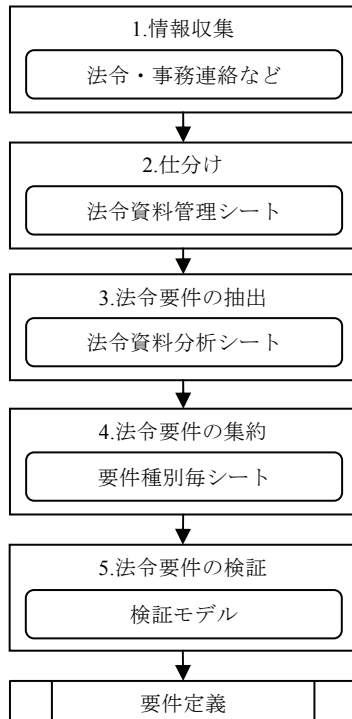 1.情報収集
法令・事務連絡など
2.仕分け
法令資料管理シート
3.法令要件の抽出
法令資料分析シート
4.法令要件の集約
要件種別毎シート
5.法令要件の検証
検証モデル
要件定義